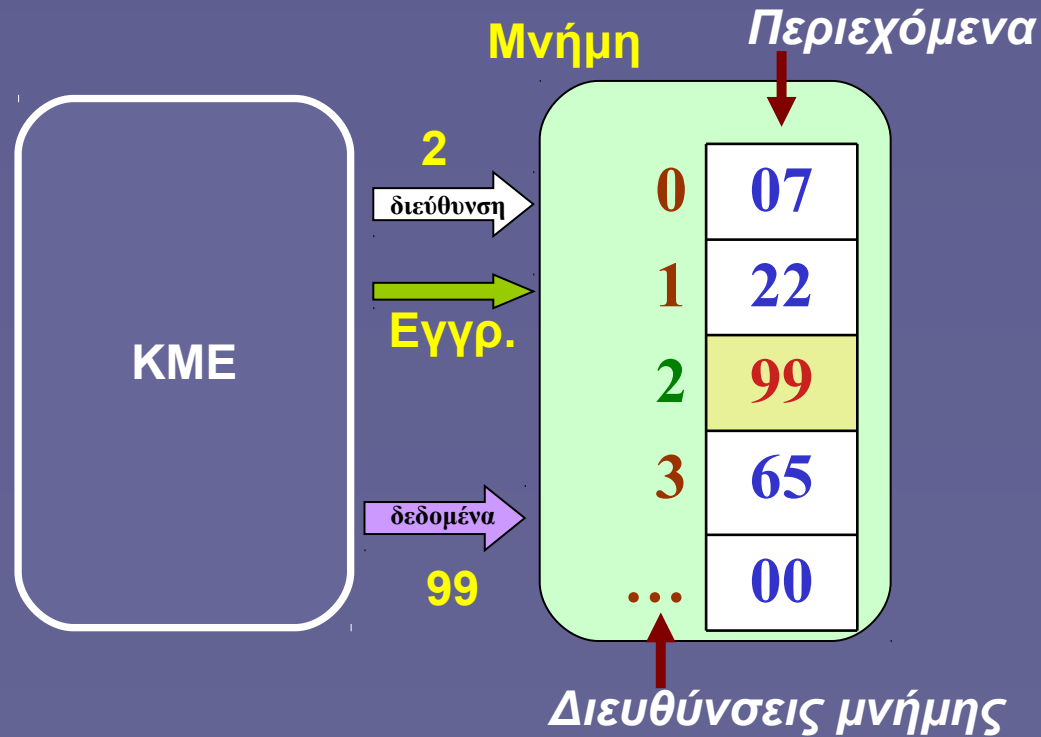 Περιεχόμενα
Μνήμη
2
διεύθυνση
0 07
1 22
Εγγρ.
ΚΜΕ
2 99
3 65
δεδομένα
99
... 00
Διευθύνσεις μνήμης